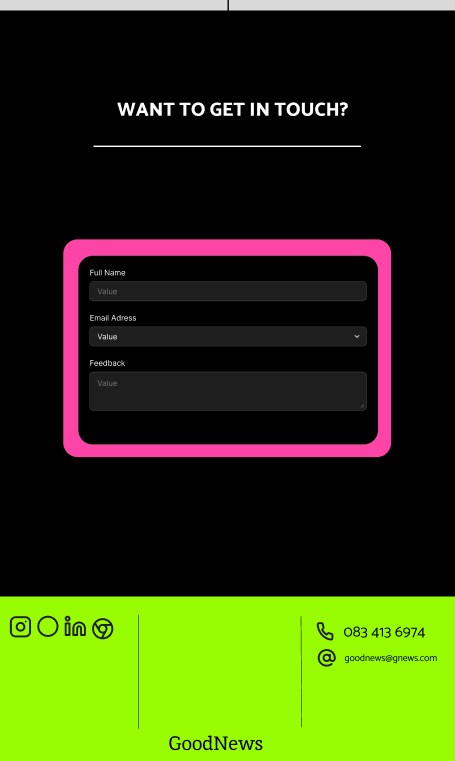 WANT TO GET IN TOUCH?
Full Name
Value
Email Adress
Value
Feedback
Value
083 413 6974
goodnews@gnews.com
GoodNews